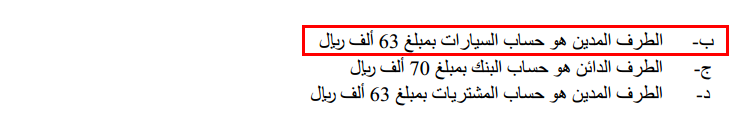 ب- الطرف المدين هو حساب السيارات بمبلغ 63 ألف ريال
ج- الطرف الدائن هو حساب البنك بمبلغ 70 ألف ريال
د- الطرف المدين هو حساب المشتريات بمبلغ 63 ألف ريال